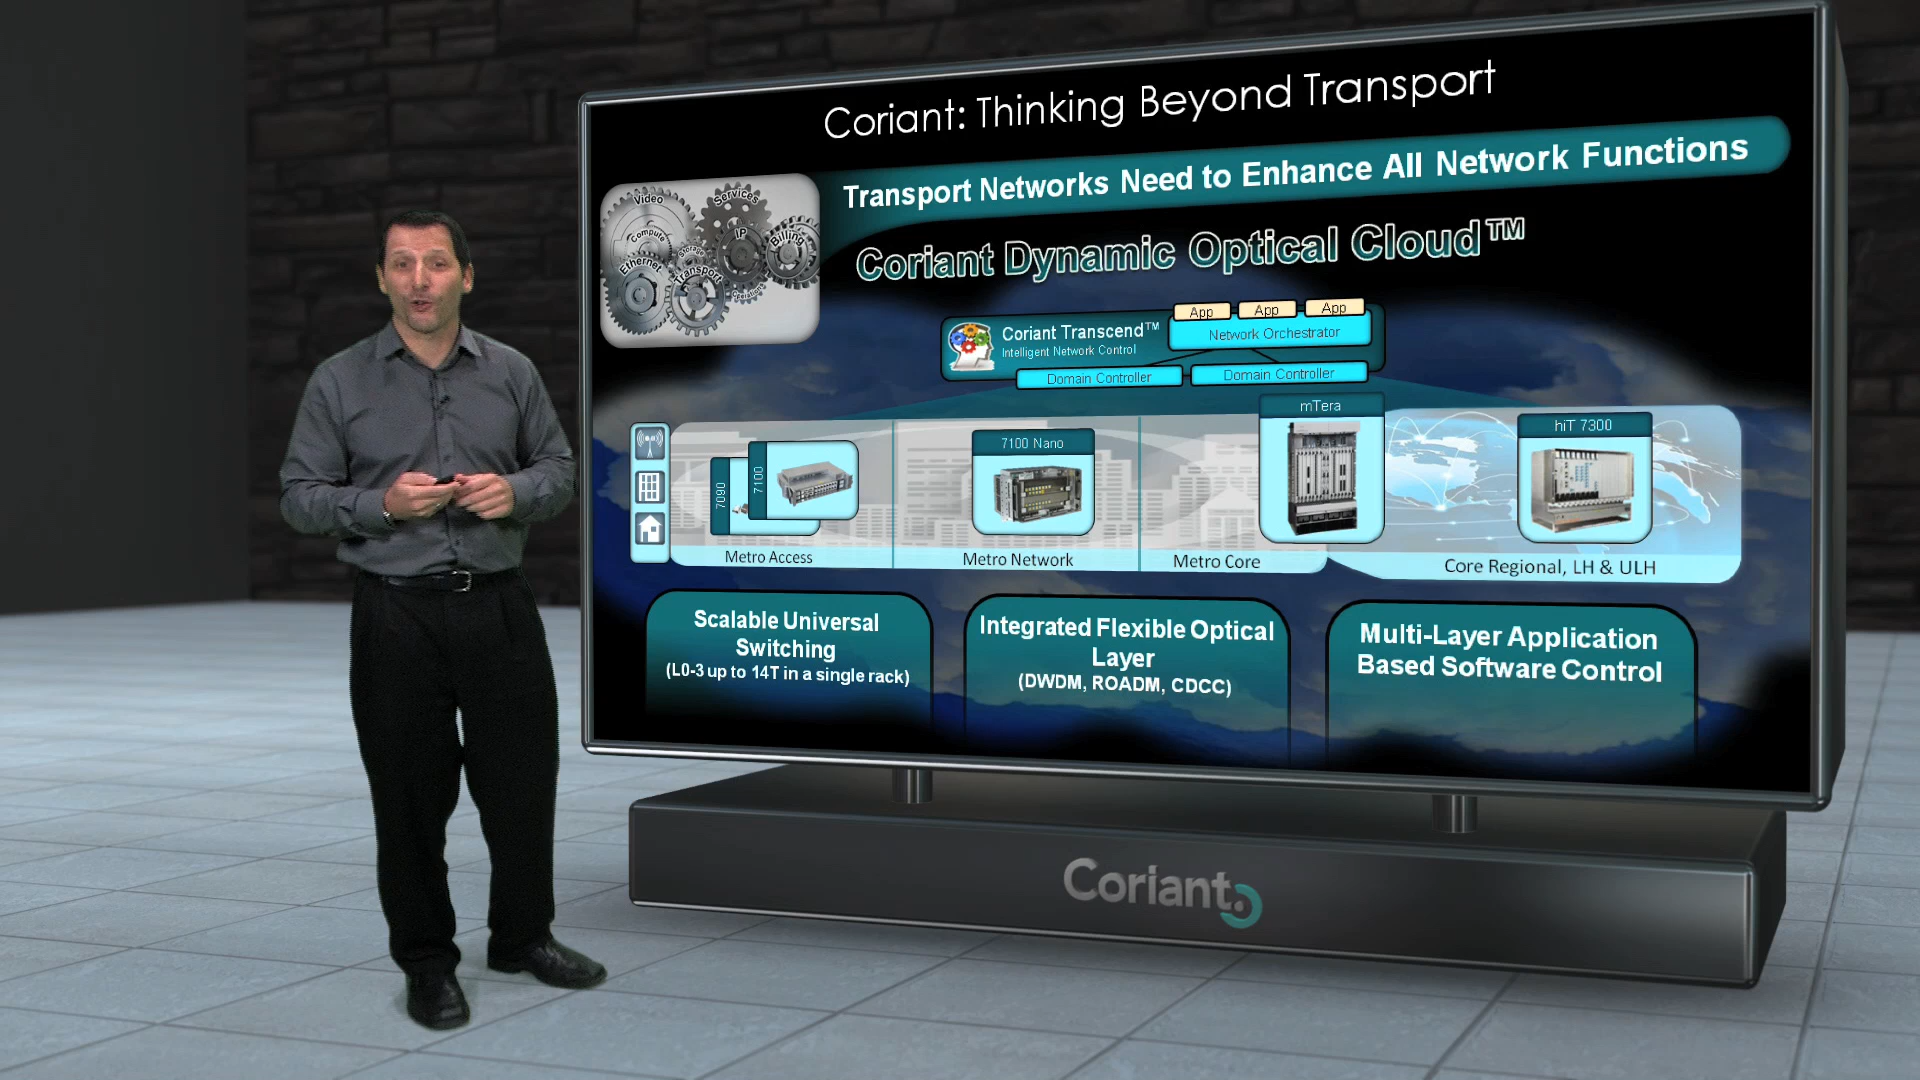 Coriant: Thinking Beyond Transport
Transport Networks Need to Enhance All Network Functions
Video
Services
Compute
IP
Billing
Storage
Ethernet
Transport
Operations
Coriant Dynamic Optical Cloud™
App
App
App
Coriant Transcend™
Intelligent Network Control
Network Orchestrator
Domain Controller
Domain Controller
mTera
hiT 7300
7100 Nano
7090
7100
Metro Access
Metro Network
Metro Core
Core Regional, LH & ULH
Scalable Universal
Switching
(L0-3 up to 14T in a single rack)
Integrated Flexible Optical
Layer
(DWDM, ROADM, CDCC)
Multi-Layer Application
Based Software Control
Coriant.